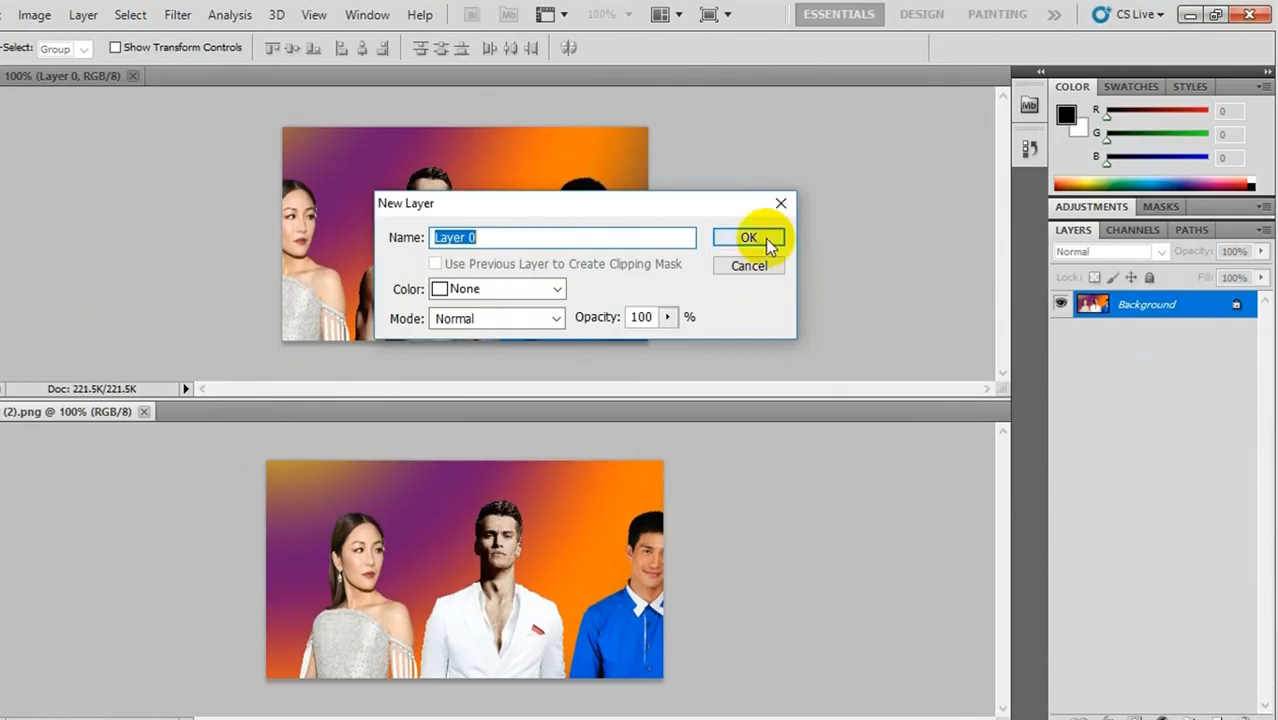 Image Layer Select Filter Analysis 3D View Window Help Br Mb 100% ESSENTIALS DESIGN PAINTING CS Live
Select: Group Show Transform Controls
100% (Layer 0, RGB/8)
COLOR SWATCHES STYLES
Mb
R 0
G 0
B 0
New Layer
ADJUSTMENTS MASKS
Name: Layer 0 OK
LAYERS CHANNELS PATHS
Normal Opacity: 100%
Use Previous Layer to Create Clipping Mask Cancel
Lock: Fill: 100%
Color: None
Background
Mode: Normal Opacity: 100 %
Doc: 221.5K/221.5K
(2).png @ 100% (RGB/8)